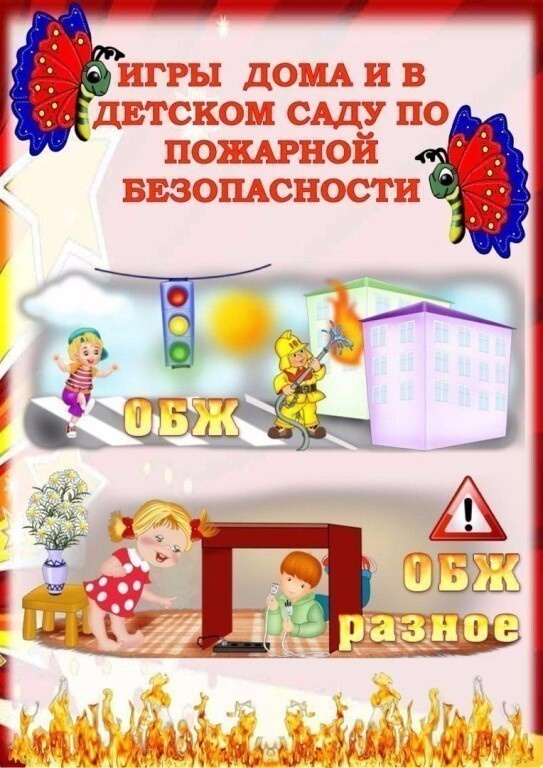 ИГРЫ ДОМА И В
ДЕТСКОМ САДУ ПО
ПОЖАРНОЙ
БЕЗОПАСНОСТИ
ОБЖ
ОБЖ
разное